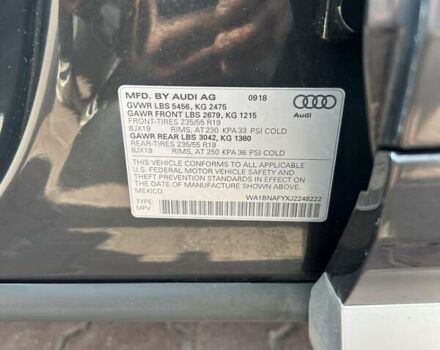 MFD. BY AUDI AG 0918
GVWR LBS 5456, KG 2475
GAWR FRONT LBS 2679, KG 1215
FRONT-TIRES 235/55 R19
8JX19 RIMS, AT 230 KPA 33 PSI COLD
GAWR REAR LBS 3042, KG 1380
REAR-TIRES 235/55 R19
8JX19 RIMS, AT 250 KPA 36 PSI COLD
Audi
THIS VEHICLE CONFORMS TO ALL APPLICABLE
U.S. FEDERAL MOTOR VEHICLE SAFETY AND
THEFT PREVENTION STANDARDS IN EFFECT ON
THE DATE OF MANUFACTURE SHOWN ABOVE.
MEXICO
WA1BNAFYXJ2248222
TYPE:
MPV